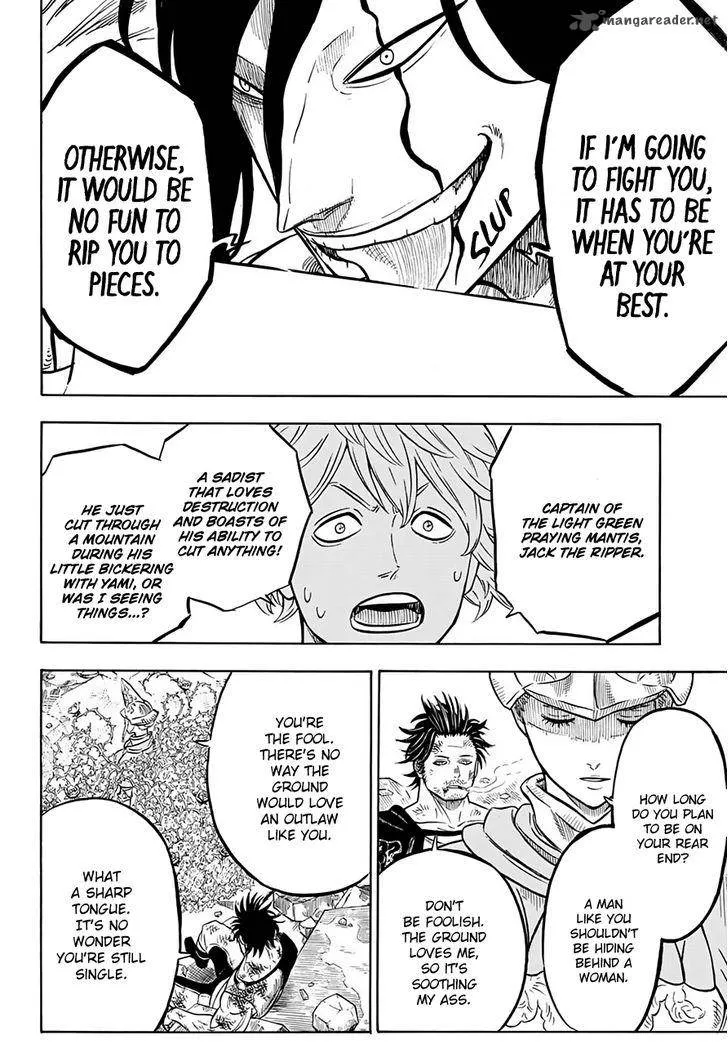 mangareader.net
IF I'M GOING
TO FIGHT YOU,
IT HAS TO BE
WHEN YOU'RE
AT YOUR
BEST.
SLUP
OTHERWISE,
IT WOULD BE
NO FUN TO
RIP YOU TO
PIECES.
CAPTAIN OF
THE LIGHT GREEN
PRAYING MANTIS,
JACK THE RIPPER.
A SADIST
THAT LOVES
DESTRUCTION
AND BOASTS OF
HIS ABILITY TO
CUT ANYTHING!
HE JUST
CUT THROUGH
A MOUNTAIN
DURING HIS
LITTLE BICKERING
WITH YAMI, OR
WAS I SEEING
THINGS...?
HOW LONG
DO YOU PLAN
TO BE ON
YOUR REAR
END?
A MAN
LIKE YOU
SHOULDN'T
BE HIDING
BEHIND A
WOMAN.
DON'T
BE FOOLISH.
THE GROUND
LOVES ME,
SO IT'S
SOOTHING
MY ASS.
YOU'RE
THE FOOL.
THERE'S NO
WAY THE
GROUND
WOULD LOVE
AN OUTLAW
LIKE YOU.
WHAT
A SHARP
TONGUE.
IT'S NO
WONDER
YOU'RE STILL
SINGLE.